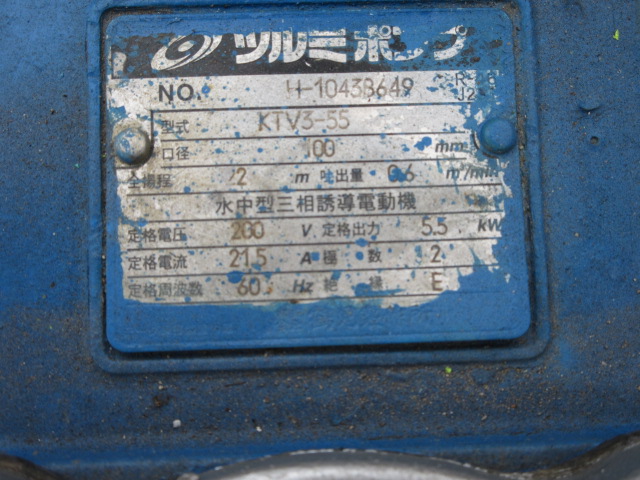 ツルミポンプ
NO. H-1043B649
型式 KTV3-55
口径 100 mm
全揚程 22 m 吐出量 0.6 m³/min
水中型三相誘導電動機
定格電圧 200 V 定格出力 5.5 kW
定格電流 21.5 A 極数 2
定格周波数 60 Hz 絶縁 E